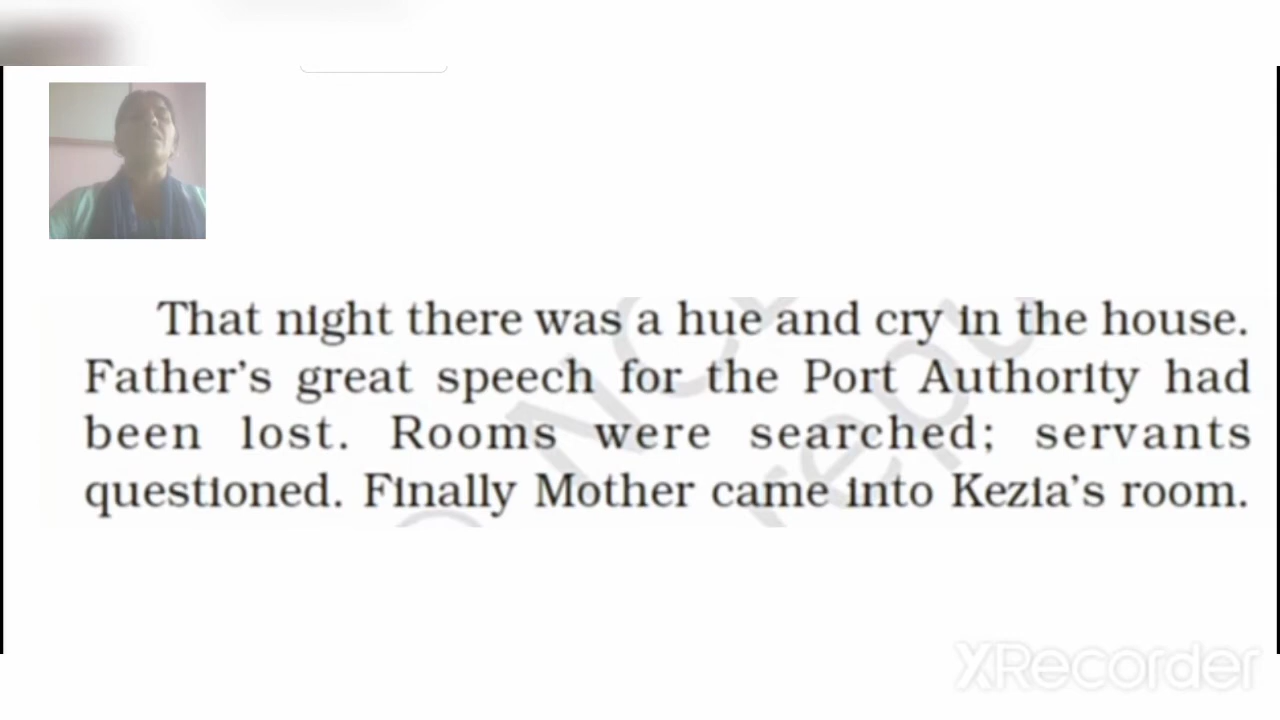 That night there was a hue and cry in the house.
Father's great speech for the Port Authority had
been lost. Rooms were searched; servants
questioned. Finally Mother came into Kezia's room.
XRecorder